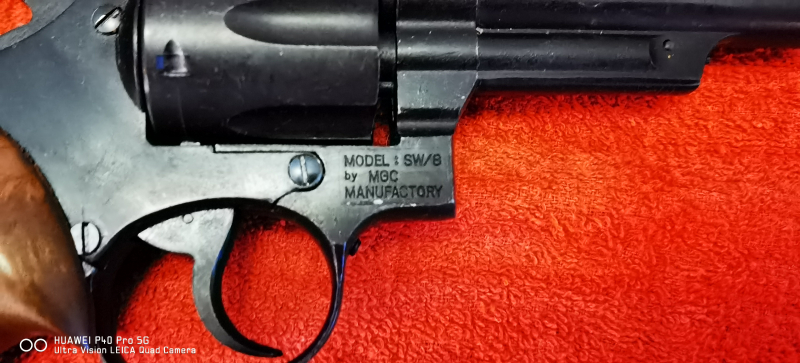 MODEL : SW/8
by MGC
MANUFACTORY
HUAWEI P40 Pro 5G
Ultra Vision LEICA Quad Camera